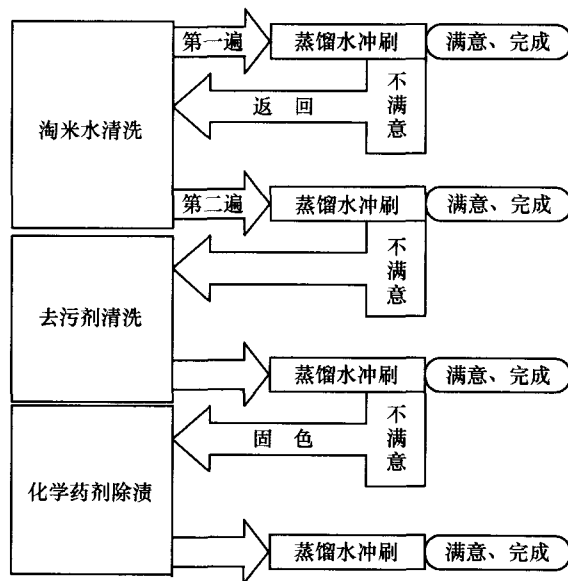 第一遍
蒸馏水冲刷
满意、完成
不满意
返 回
淘米水清洗
第二遍
蒸馏水冲刷
满意、完成
不满意
去污剂清洗
蒸馏水冲刷
满意、完成
不满意
固 色
化学药剂除渍
蒸馏水冲刷
满意、完成